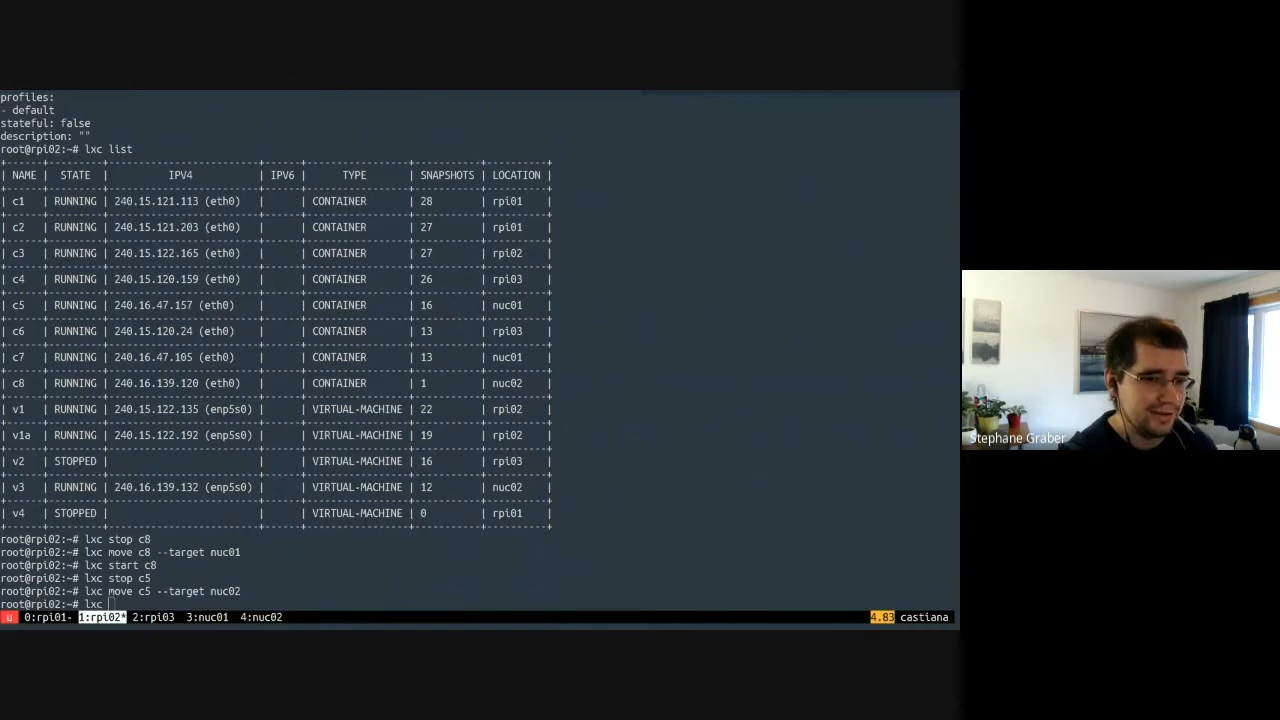 profiles:
- default
stateful: false
description: ""
root@rpi02:~# lxc list
| NAME | STATE | IPV4 | IPV6 | TYPE | SNAPSHOTS | LOCATION |
| c1 | RUNNING | 240.15.121.113 (eth0) | | CONTAINER | 28 | rpi01 |
| c2 | RUNNING | 240.15.121.203 (eth0) | | CONTAINER | 27 | rpi01 |
| c3 | RUNNING | 240.15.122.165 (eth0) | | CONTAINER | 27 | rpi02 |
| c4 | RUNNING | 240.15.120.159 (eth0) | | CONTAINER | 26 | rpi03 |
| c5 | RUNNING | 240.16.47.157 (eth0) | | CONTAINER | 16 | nuc01 |
| c6 | RUNNING | 240.15.120.24 (eth0) | | CONTAINER | 13 | rpi03 |
| c7 | RUNNING | 240.16.47.105 (eth0) | | CONTAINER | 13 | nuc01 |
| c8 | RUNNING | 240.16.139.120 (eth0) | | CONTAINER | 1 | nuc02 |
| v1 | RUNNING | 240.15.122.135 (enp5s0) | | VIRTUAL-MACHINE | 22 | rpi02 |
| v1a | RUNNING | 240.15.122.192 (enp5s0) | | VIRTUAL-MACHINE | 19 | rpi02 |
| v2 | STOPPED | | | VIRTUAL-MACHINE | 16 | rpi03 |
| v3 | RUNNING | 240.16.139.132 (enp5s0) | | VIRTUAL-MACHINE | 12 | nuc02 |
| v4 | STOPPED | | | VIRTUAL-MACHINE | 0 | rpi01 |
root@rpi02:~# lxc stop c8
root@rpi02:~# lxc move c8 --target nuc01
root@rpi02:~# lxc start c8
root@rpi02:~# lxc stop c5
root@rpi02:~# lxc move c5 --target nuc02
root@rpi02:~# lxc
u 0:rpi01- 1:rpi02* 2:rpi03 3:nuc01 4:nuc02 4.83 castiana
Stephane Graber